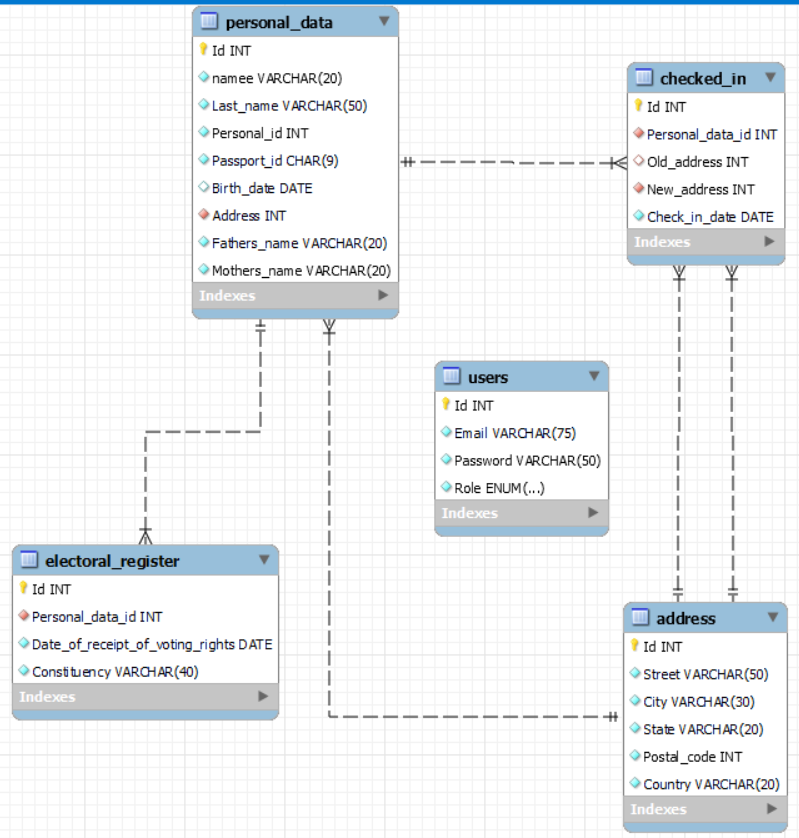 personal_data
Id INT
namee VARCHAR(20)
Last_name VARCHAR(50)
Personal_id INT
Passport_id CHAR(9)
Birth_date DATE
Address INT
Fathers_name VARCHAR(20)
Mothers_name VARCHAR(20)
Indexes
checked_in
Id INT
Personal_data_id INT
Old_address INT
New_address INT
Check_in_date DATE
Indexes
users
Id INT
Email VARCHAR(75)
Password VARCHAR(50)
Role ENUM(...)
Indexes
electoral_register
Id INT
Personal_data_id INT
Date_of_receipt_of_voting_rights DATE
Constituency VARCHAR(40)
Indexes
address
Id INT
Street VARCHAR(50)
City VARCHAR(30)
State VARCHAR(20)
Postal_code INT
Country VARCHAR(20)
Indexes